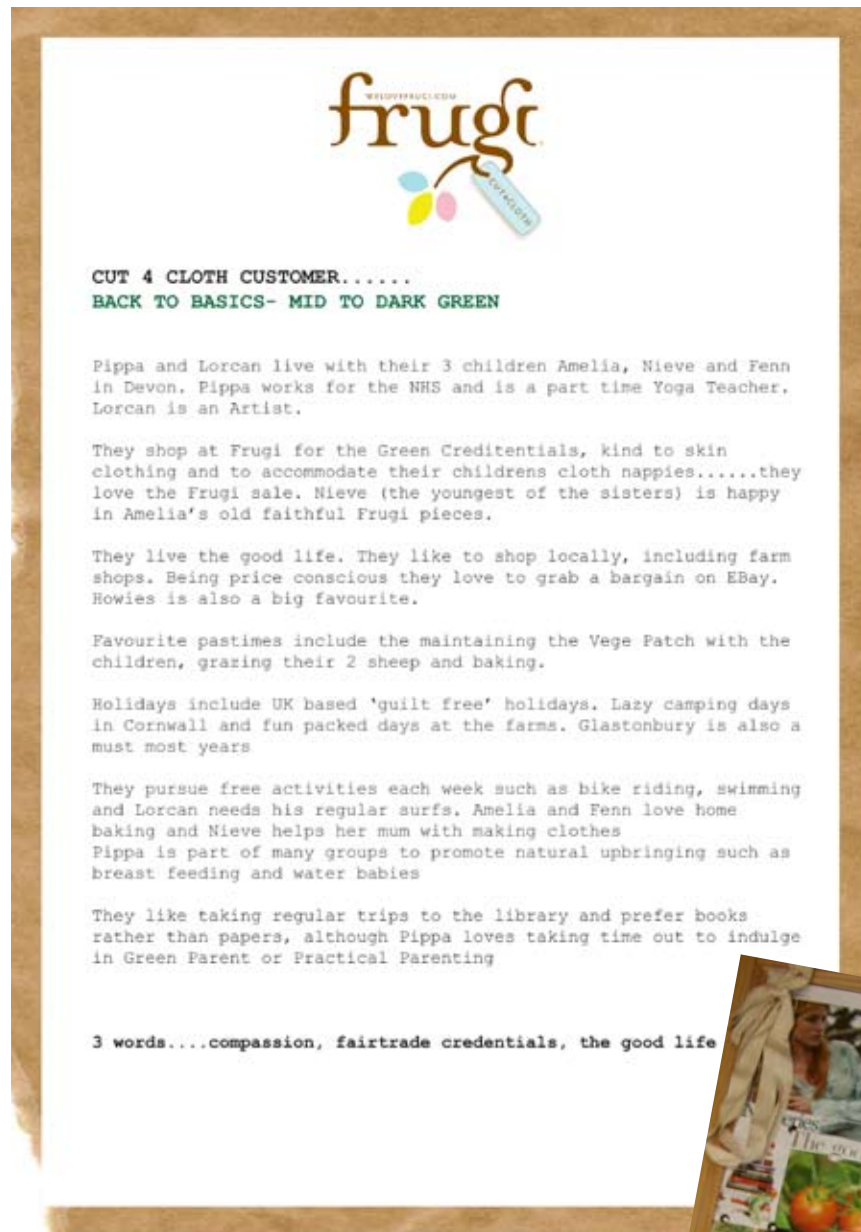 WELOVEFRUGI.COM
frugi
CUT4CLOTH
CUT 4 CLOTH CUSTOMER......
BACK TO BASICS- MID TO DARK GREEN
Pippa and Lorcan live with their 3 children Amelia, Nieve and Fenn
in Devon. Pippa works for the NHS and is a part time Yoga Teacher.
Lorcan is an Artist.
They shop at Frugi for the Green Creditentials, kind to skin
clothing and to accommodate their childrens cloth nappies......they
love the Frugi sale. Nieve (the youngest of the sisters) is happy
in Amelia's old faithful Frugi pieces.
They live the good life. They like to shop locally, including farm
shops. Being price conscious they love to grab a bargain on EBay.
Howies is also a big favourite.
Favourite pastimes include the maintaining the Vege Patch with the
children, grazing their 2 sheep and baking.
Holidays include UK based 'guilt free' holidays. Lazy camping days
in Cornwall and fun packed days at the farms. Glastonbury is also a
must most years
They pursue free activities each week such as bike riding, swimming
and Lorcan needs his regular surfs. Amelia and Fenn love home
baking and Nieve helps her mum with making clothes
Pippa is part of many groups to promote natural upbringing such as
breast feeding and water babies
They like taking regular trips to the library and prefer books
rather than papers, although Pippa loves taking time out to indulge
in Green Parent or Practical Parenting
3 words....compassion, fairtrade credentials, the good life
The